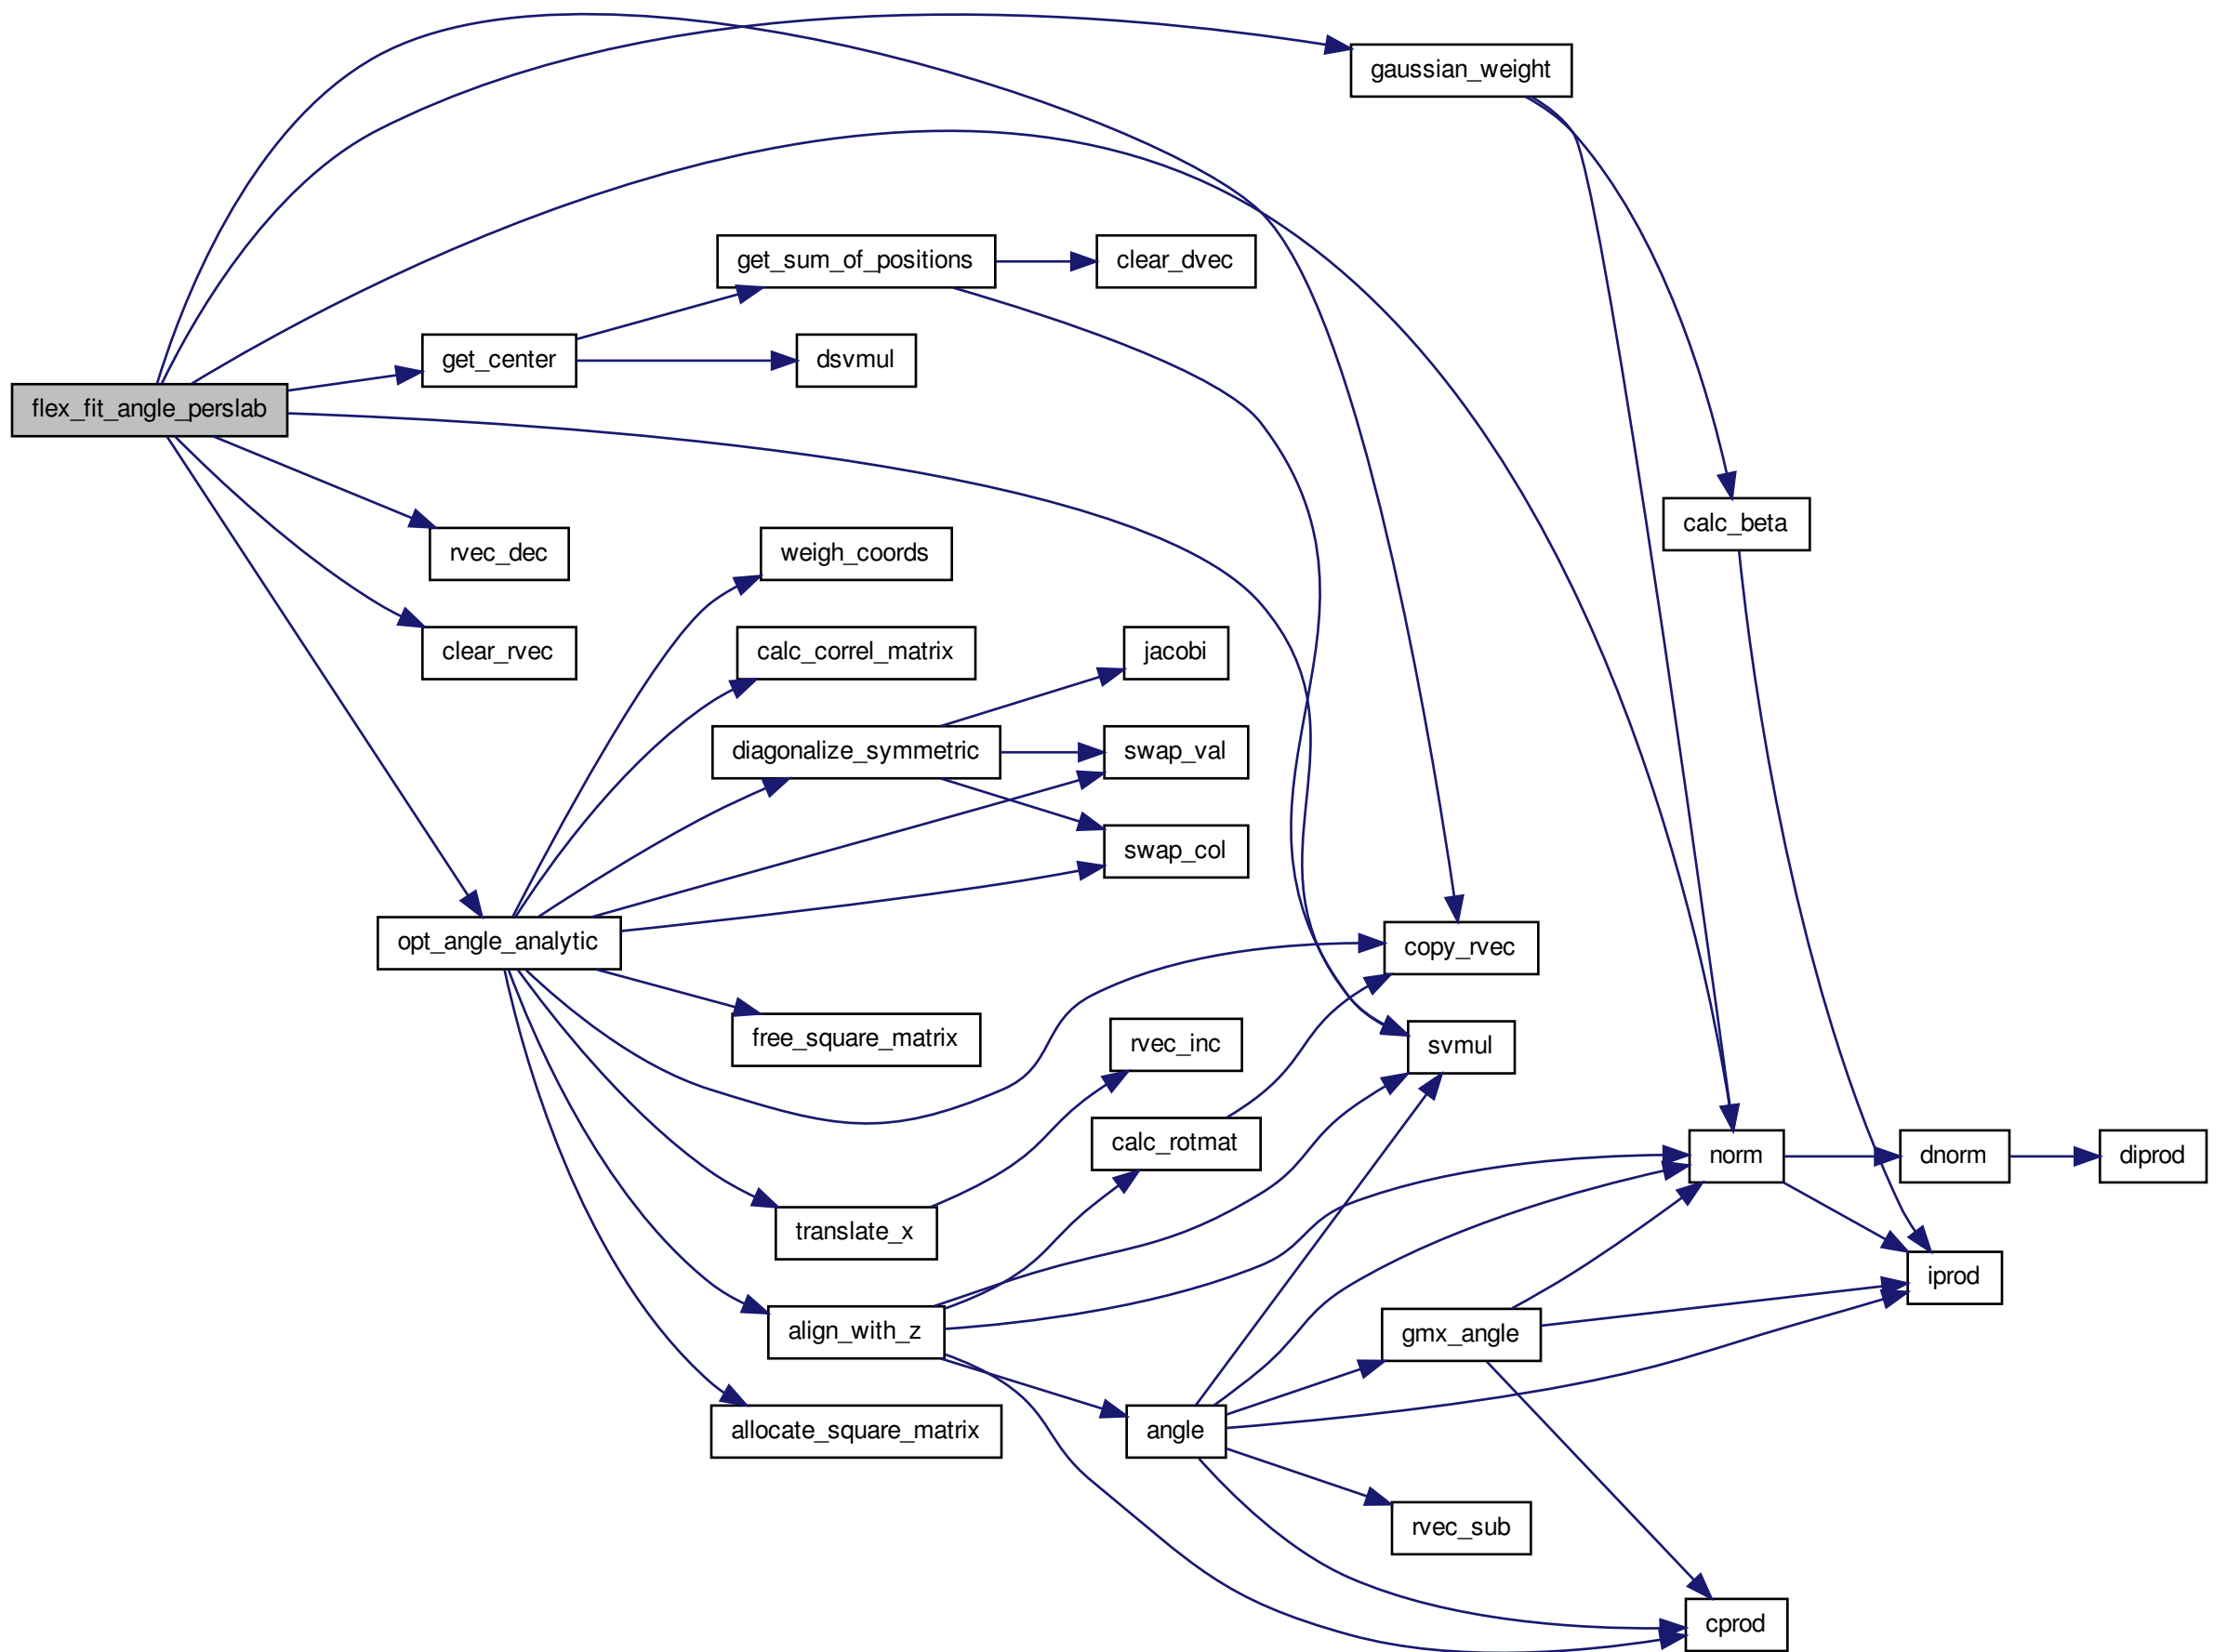 gaussian_weight
get_sum_of_positions
clear_dvec
get_center
dsvmul
flex_fit_angle_perslab
calc_beta
rvec_dec
weigh_coords
clear_rvec
calc_correl_matrix
jacobi
diagonalize_symmetric
swap_val
swap_col
opt_angle_analytic
copy_rvec
free_square_matrix
rvec_inc
svmul
calc_rotmat
norm
dnorm
diprod
translate_x
iprod
align_with_z
gmx_angle
allocate_square_matrix
angle
rvec_sub
cprod